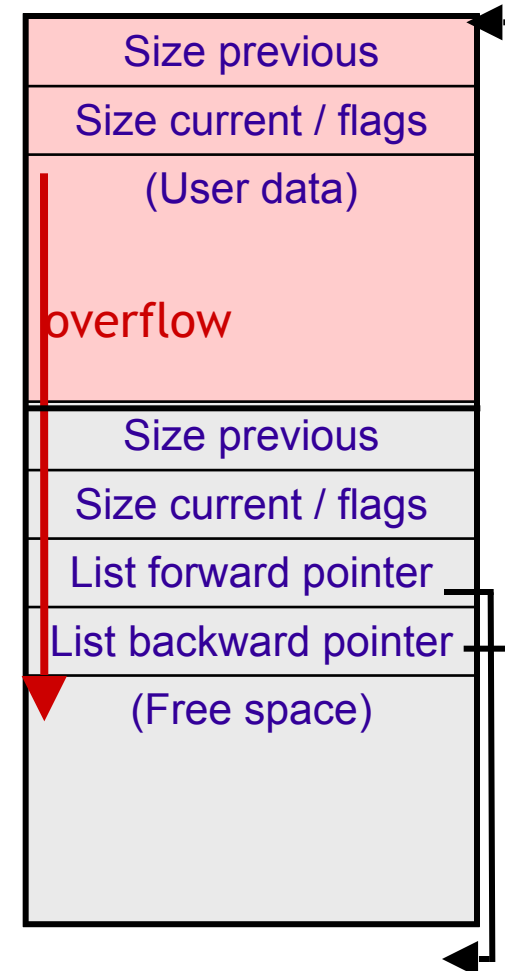 Size previous
Size current / flags
(User data)
overflow
Size previous
Size current / flags
List forward pointer
List backward pointer
(Free space)